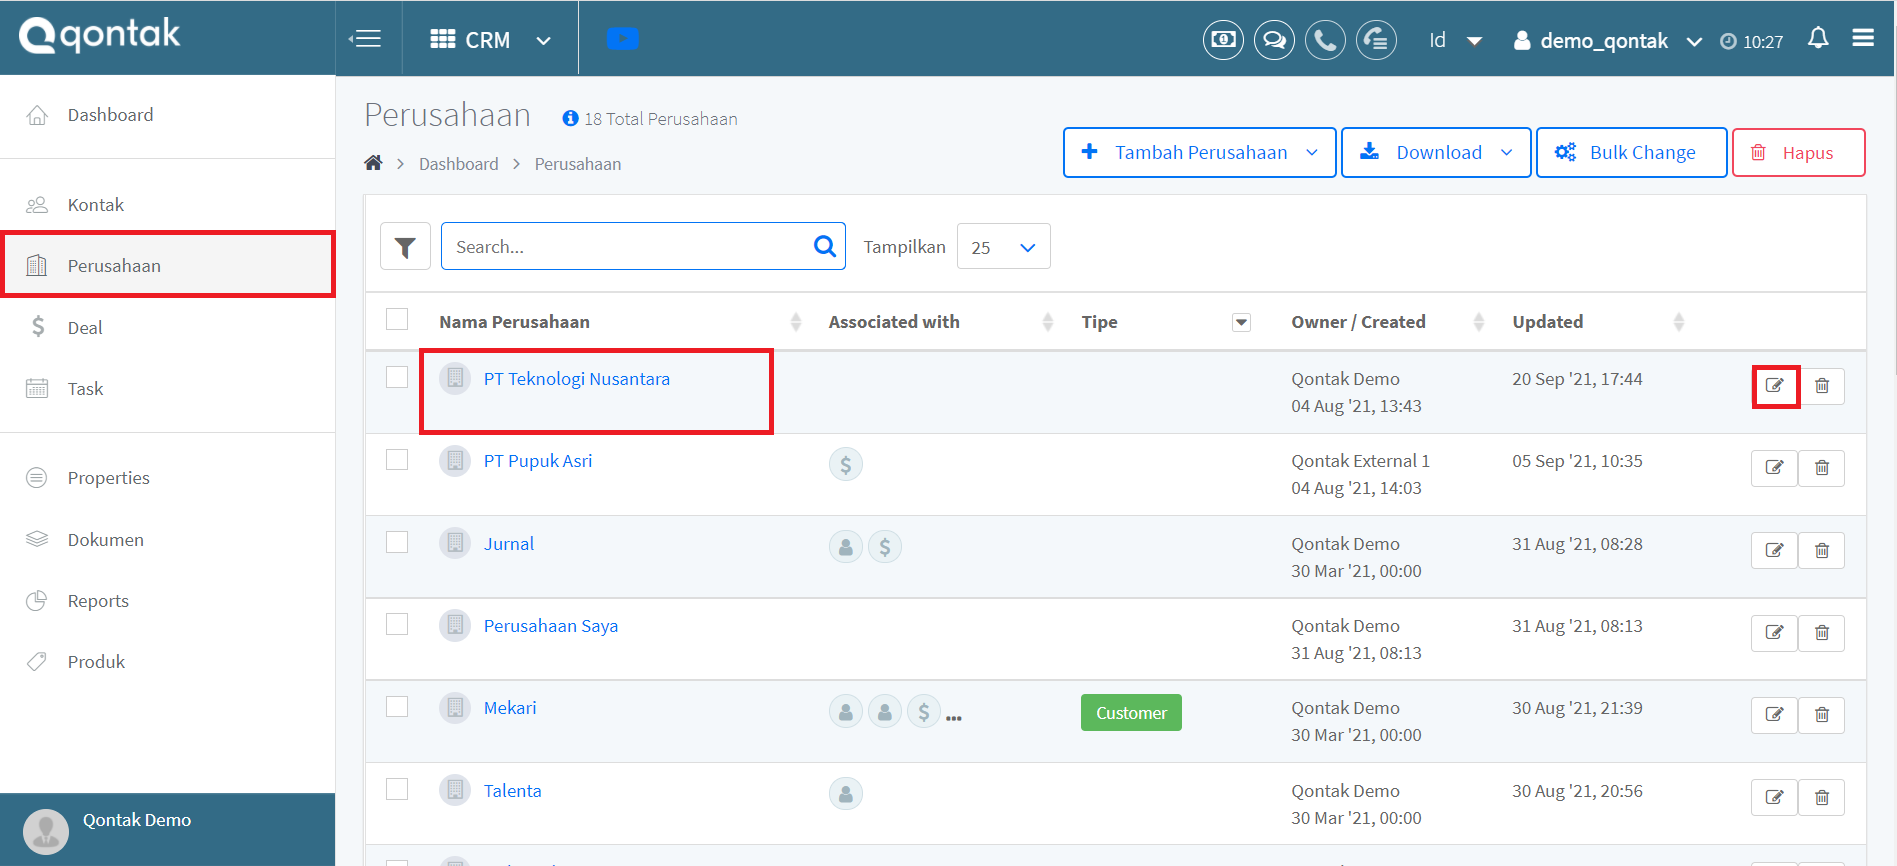 qontak
CRM
Id
demo_qontak
10:27
Dashboard
Kontak
Perusahaan
Deal
Task
Properties
Dokumen
Reports
Produk
Qontak Demo
Perusahaan
18 Total Perusahaan
Dashboard > Perusahaan
Tambah Perusahaan
Download
Bulk Change
Hapus
Search...
Tampilkan
25
Nama Perusahaan Associated with Tipe Owner / Created Updated
PT Teknologi Nusantara Qontak Demo 20 Sep '21, 17:44
04 Aug '21, 13:43
PT Pupuk Asri Qontak External 1 05 Sep '21, 10:35
04 Aug '21, 14:03
Jurnal Qontak Demo 31 Aug '21, 08:28
30 Mar '21, 00:00
Perusahaan Saya Qontak Demo 31 Aug '21, 08:13
31 Aug '21, 08:13
Mekari ... Customer Qontak Demo 30 Aug '21, 21:39
30 Mar '21, 00:00
Talenta Qontak Demo 30 Aug '21, 20:56
30 Mar '21, 00:00